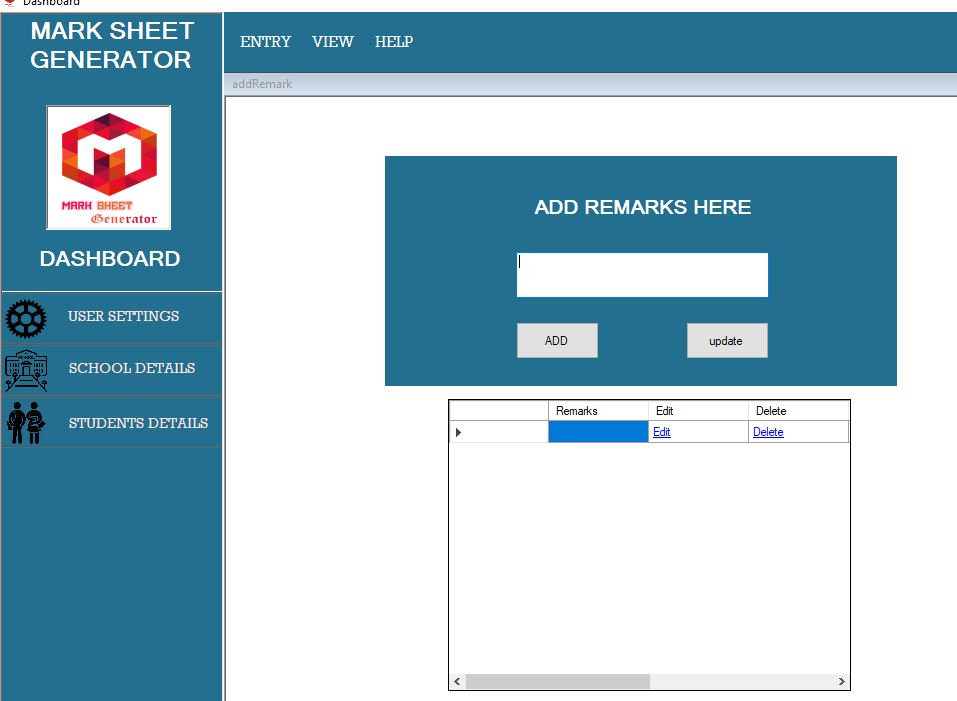 Dashboard
MARK SHEET
GENERATOR
MARK SHEET
Generator
DASHBOARD
USER SETTINGS
SCHOOL DETAILS
STUDENTS DETAILS
ENTRY VIEW HELP
addRemark
ADD REMARKS HERE
ADD update
Remarks Edit Delete
Edit Delete